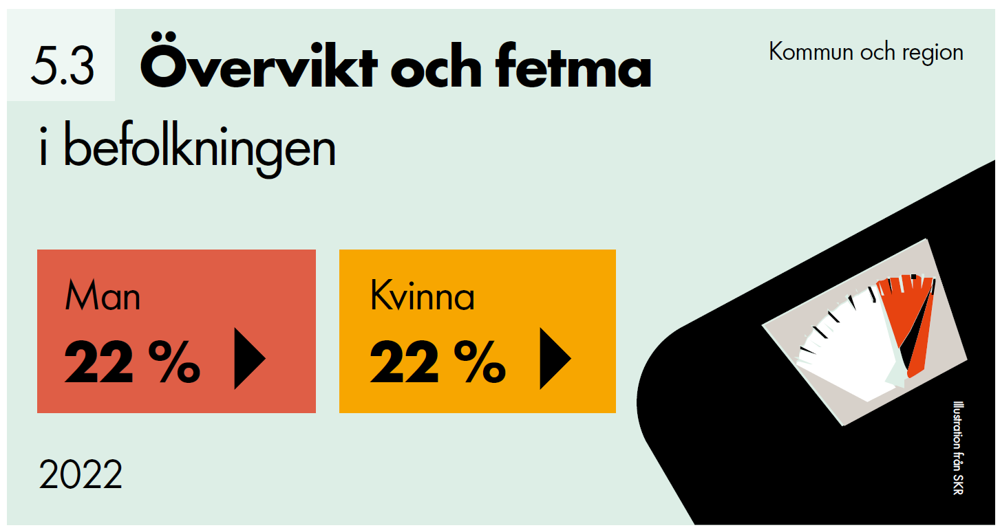 5.3 Övervikt och fetma
Kommun och region
i befolkningen
Man
22 %
Kvinna
22 %
2022
Illustration från SKR